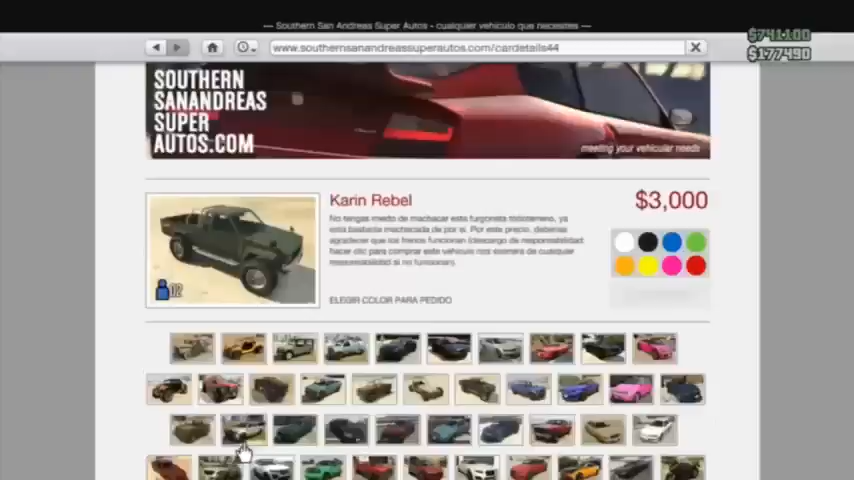 — Southern San Andreas Super Autos - cualquier vehículo que necesites —
$741100
$177490
www.southernsanandreassuperautos.com/cardetails44
SOUTHERN
SANANDREAS
SUPER
AUTOS.COM
meeting your vehicular needs
Karin Rebel
$3,000
No tengas miedo de machacar esta furgoneta todoterreno, ya
está bastante machacada de por sí. Por este precio, deberías
agradecer que los frenos funcionan (descargo de responsabilidad:
hacer clic para comprar este vehículo nos exonera de cualquier
responsabilidad si no funcionan).
02
ELEGIR COLOR PARA PEDIDO